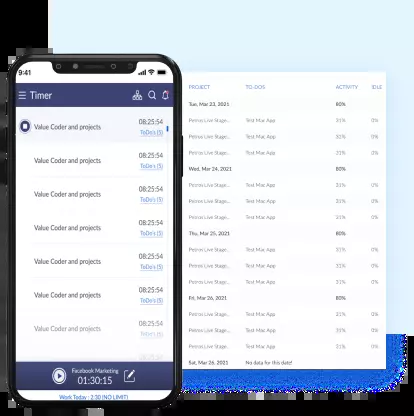 9:41
Timer
Value Coder and projects
08:25:54
ToDo's (5)
Value Coder and projects
08:25:54
ToDo's (5)
Value Coder and projects
08:25:54
ToDo's (5)
Value Coder and projects
08:25:54
ToDo's (5)
Value Coder and projects
08:25:54
ToDo's (5)
Value Coder and projects
08:25:54
ToDo's (5)
Value Coder and projects
08:25:54
ToDo's (5)
08:25:54
Facebook Marketing
01:30:15
Work Today : 2:30 (NO LIMIT)
PROJECT TO-DOS ACTIVITY IDLE
Tue, Mar 23, 2021 80%
Petros Live Stage... Test Mac App 31% 0%
Petros Live Stage... Test Mac App 31% 0%
Petros Live Stage... Test Mac App 31% 0%
Wed, Mar 24, 2021 80%
Petros Live Stage... Test Mac App 31% 0%
Petros Live Stage... Test Mac App 31% 0%
Petros Live Stage... Test Mac App 31% 0%
Thu, Mar 25, 2021 80%
Petros Live Stage... Test Mac App 31% 0%
Petros Live Stage... Test Mac App 31% 0%
Petros Live Stage... Test Mac App 31% 0%
Fri, Mar 26, 2021 80%
Petros Live Stage... Test Mac App 31% 0%
Petros Live Stage... Test Mac App 31% 0%
Petros Live Stage... Test Mac App 31% 0%
Sat, Mar 26, 2021 No data for this date!